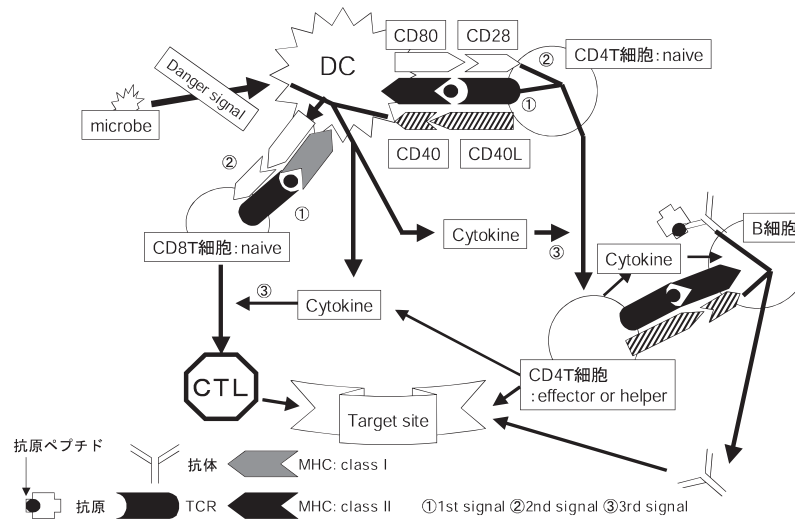 CD80
CD28
DC
②
CD4T細胞:naive
Danger signal
①
microbe
CD40
CD40L
②
①
B細胞
CD8T細胞:naive
Cytokine
③
Cytokine
③
Cytokine
CTL
CD4T細胞
:effector or helper
Target site
抗原ペプチド
抗体
MHC: class I
抗原
TCR
MHC: class II
①1st signal ②2nd signal ③3rd signal